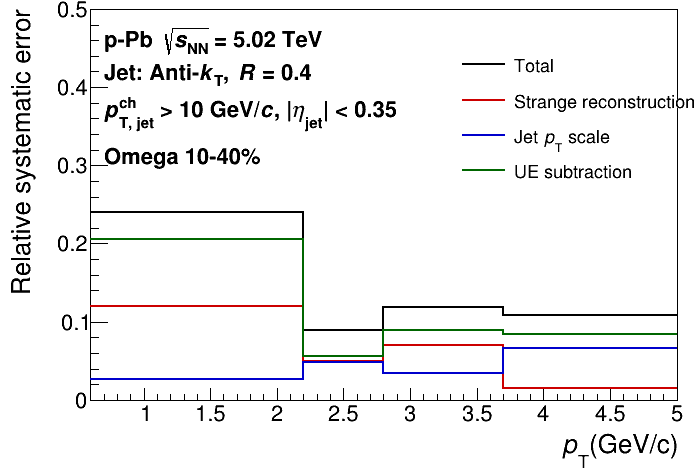 Relative systematic error
0.5
0.4
0.3
0.2
0.1
0
p-Pb √sNN = 5.02 TeV
Jet: Anti-kT, R = 0.4
pchT, jet > 10 GeV/c, |ηjet| < 0.35
Omega 10-40%
Total
Strange reconstruction
Jet pT scale
UE subtraction
1 1.5 2 2.5 3 3.5 4 4.5 5
pT(GeV/c)